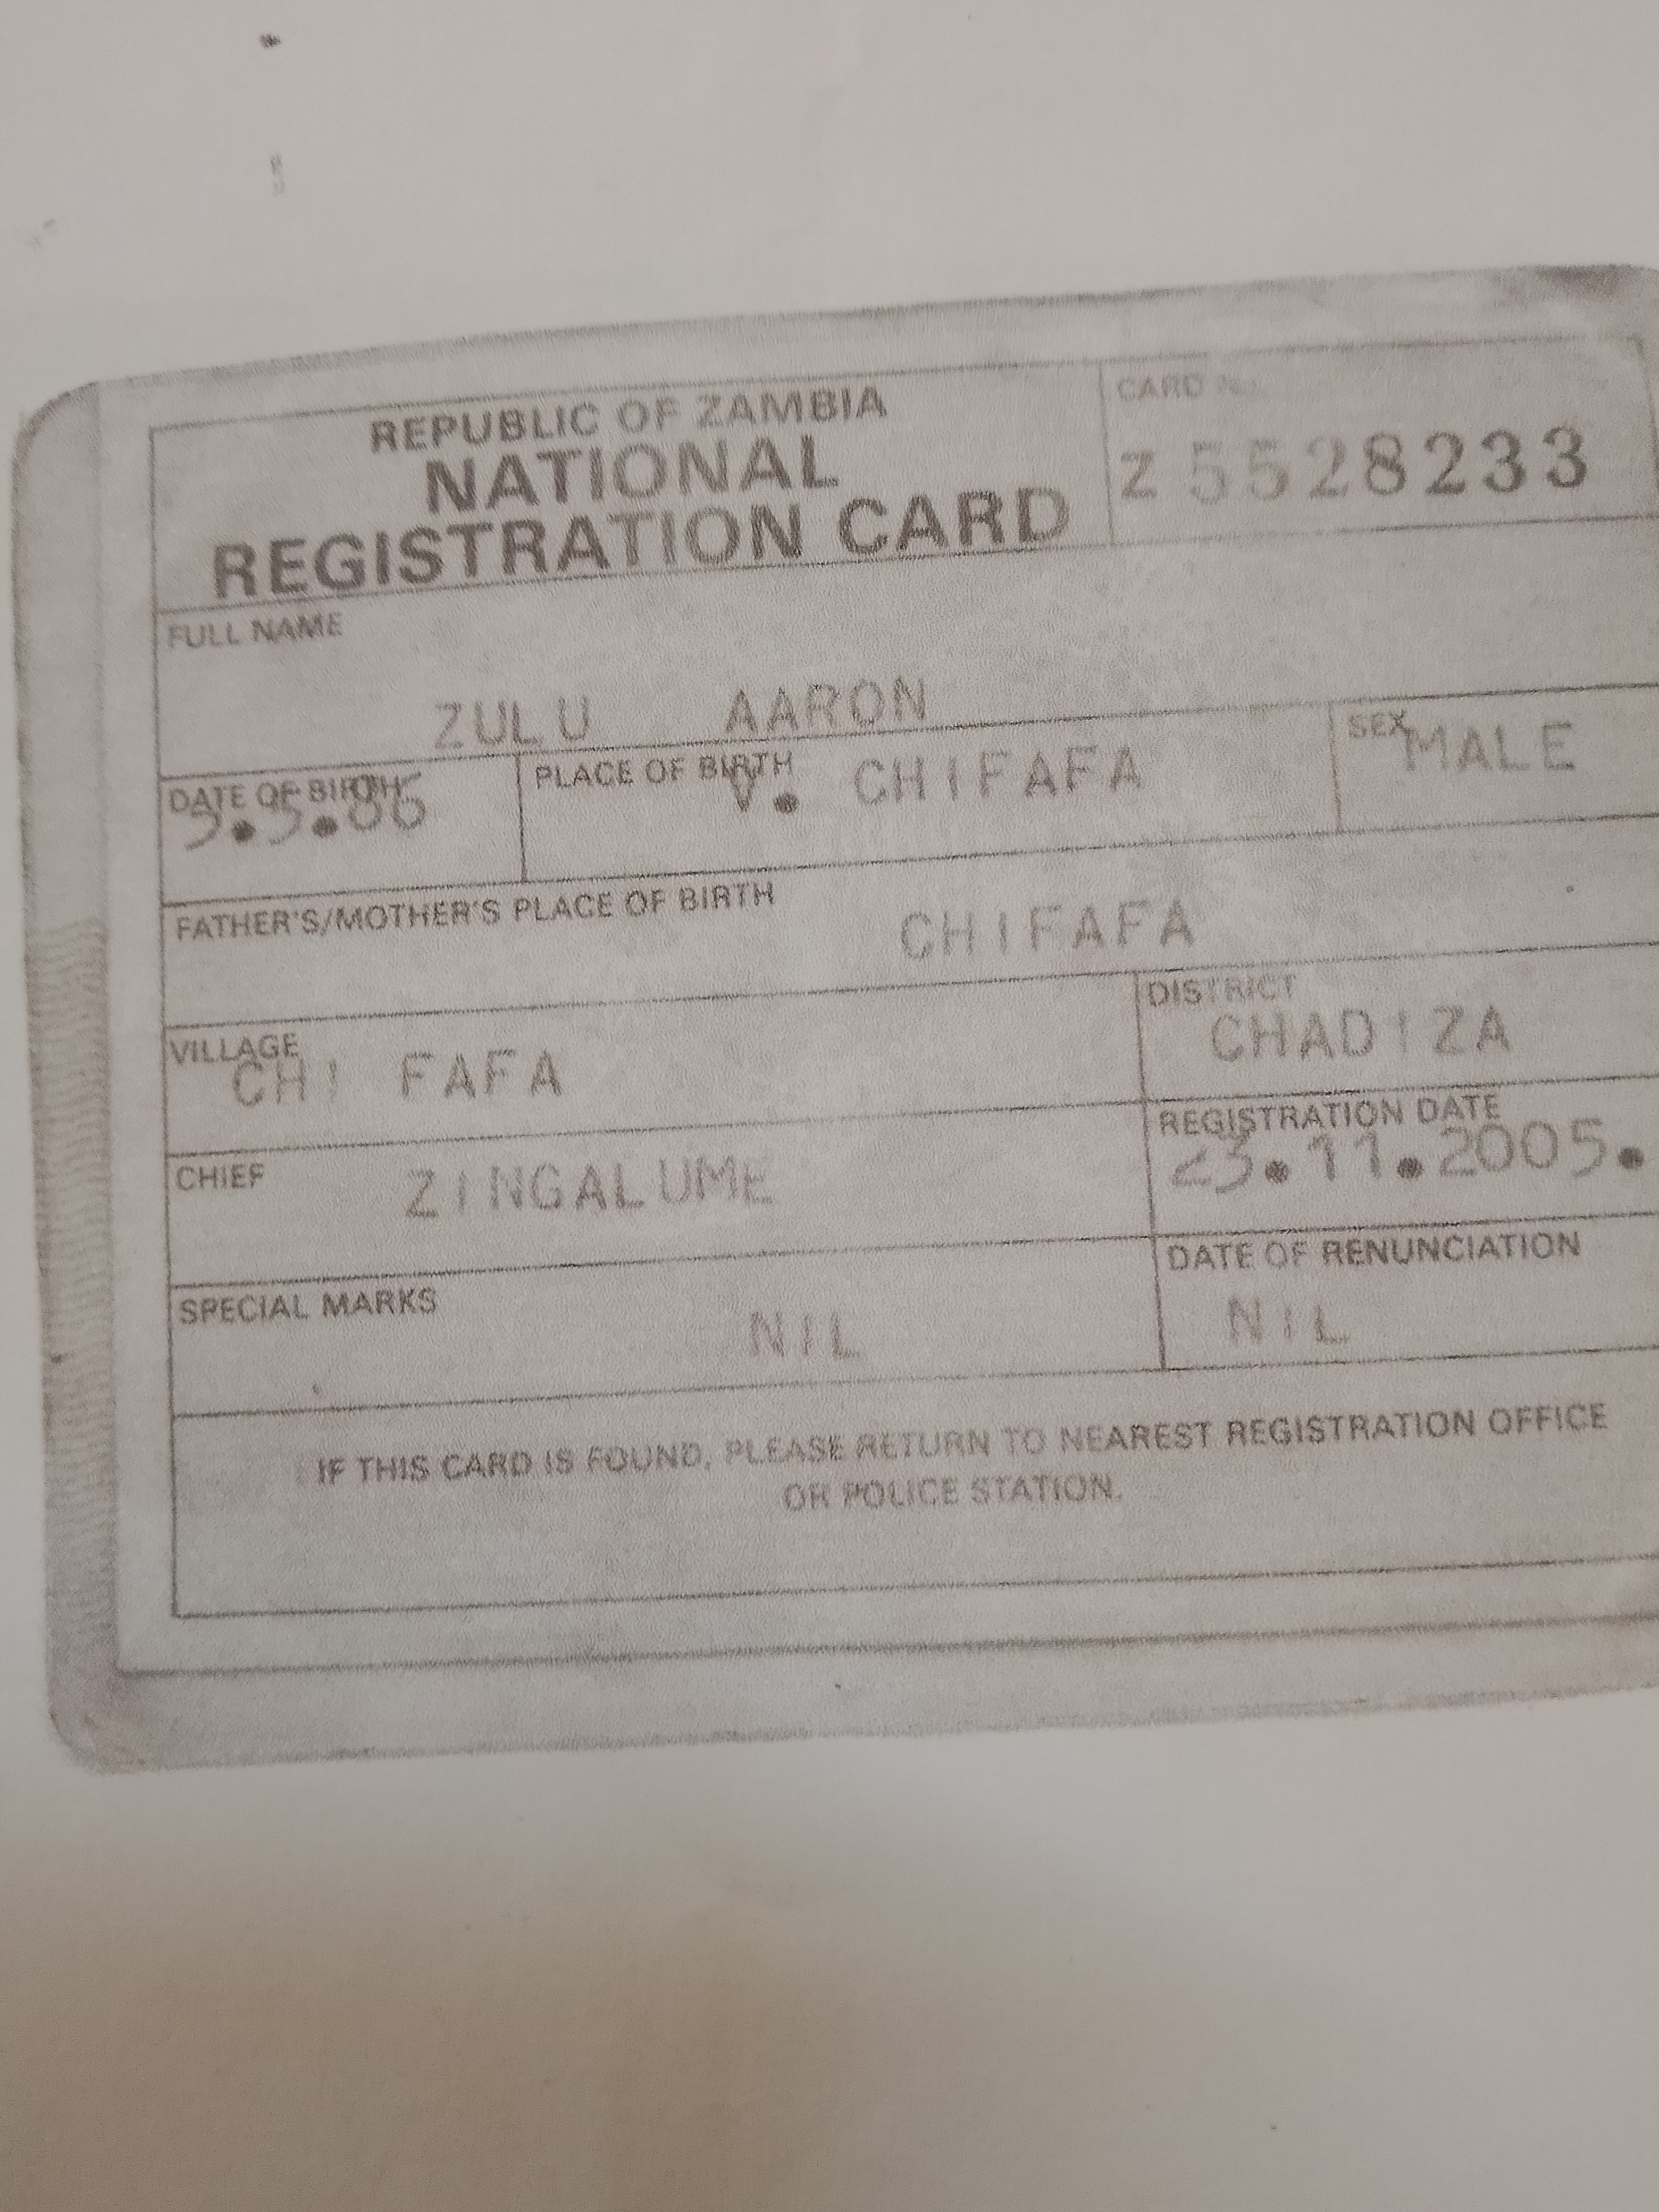 REPUBLIC OF ZAMBIA
NATIONAL
REGISTRATION CARD
CARD
Z 5528233
FULL NAME
ZULU AARON
DATE OF BIRTH
PLACE OF BIRTH
V. CHIFAFA
SEX
MALE
FATHER'S/MOTHER'S PLACE OF BIRTH
CHIFAFA
VILLAGE
CHI FAFA
DISTRICT
CHADIZA
CHIEF
ZINGALUME
REGISTRATION DATE
23.11.2005.
SPECIAL MARKS
NIL
DATE OF RENUNCIATION
NIL
IF THIS CARD IS FOUND, PLEASE RETURN TO NEAREST REGISTRATION OFFICE
OR POLICE STATION.